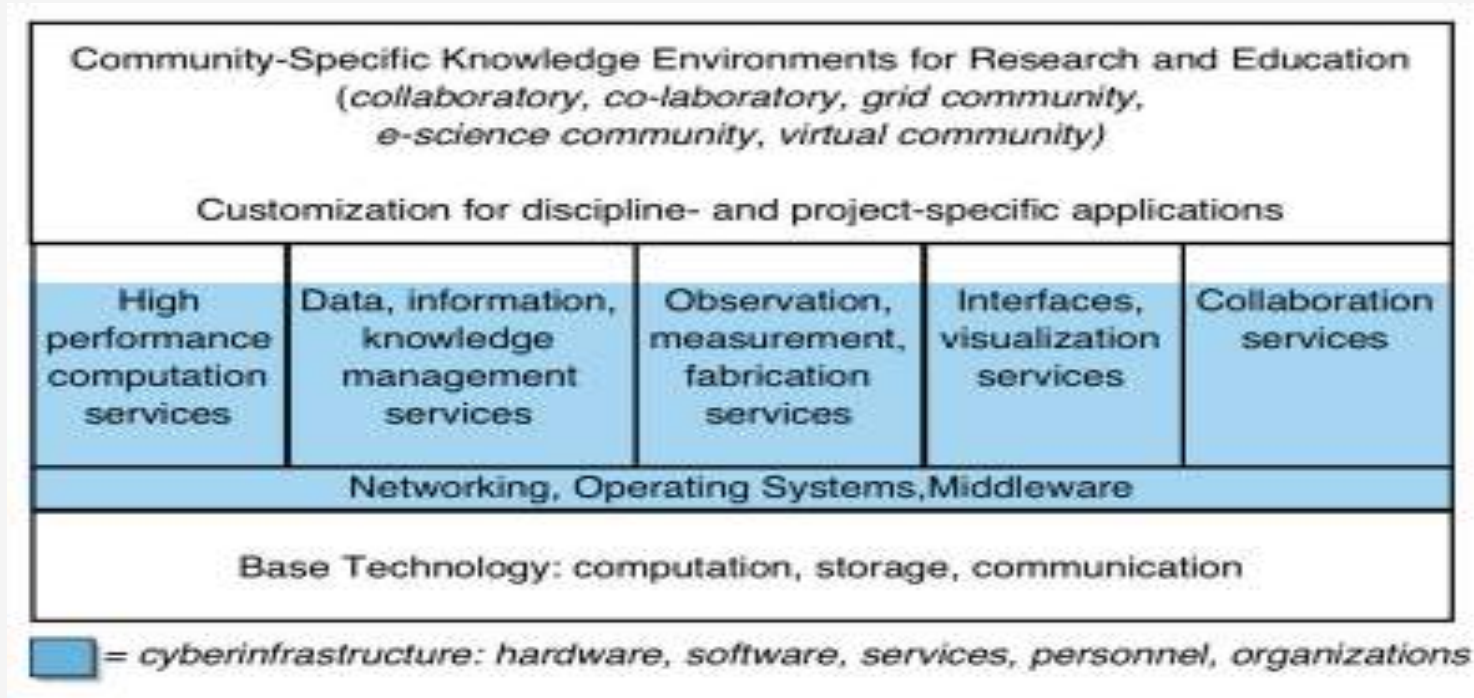 Community-Specific Knowledge Environments for Research and Education
(collaboratory, co-laboratory, grid community,
e-science community, virtual community)
Customization for discipline- and project-specific applications
High
performance
computation
services
Data, information,
knowledge
management
services
Observation,
measurement,
fabrication
services
Interfaces,
visualization
services
Collaboration
services
Networking, Operating Systems,Middleware
Base Technology: computation, storage, communication
= cyberinfrastructure: hardware, software, services, personnel, organizations